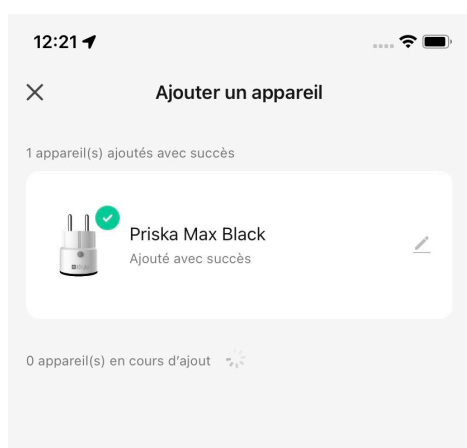 12:21
Ajouter un appareil
1 appareil(s) ajoutés avec succès
Priska Max Black
Ajouté avec succès
0 appareil(s) en cours d’ajout